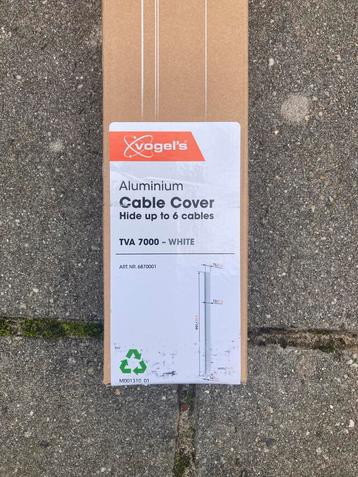 vogel's
Aluminium
Cable Cover
Hide up to 6 cables
TVA 7000 - WHITE
ART. NR. 6870001
M001310_01